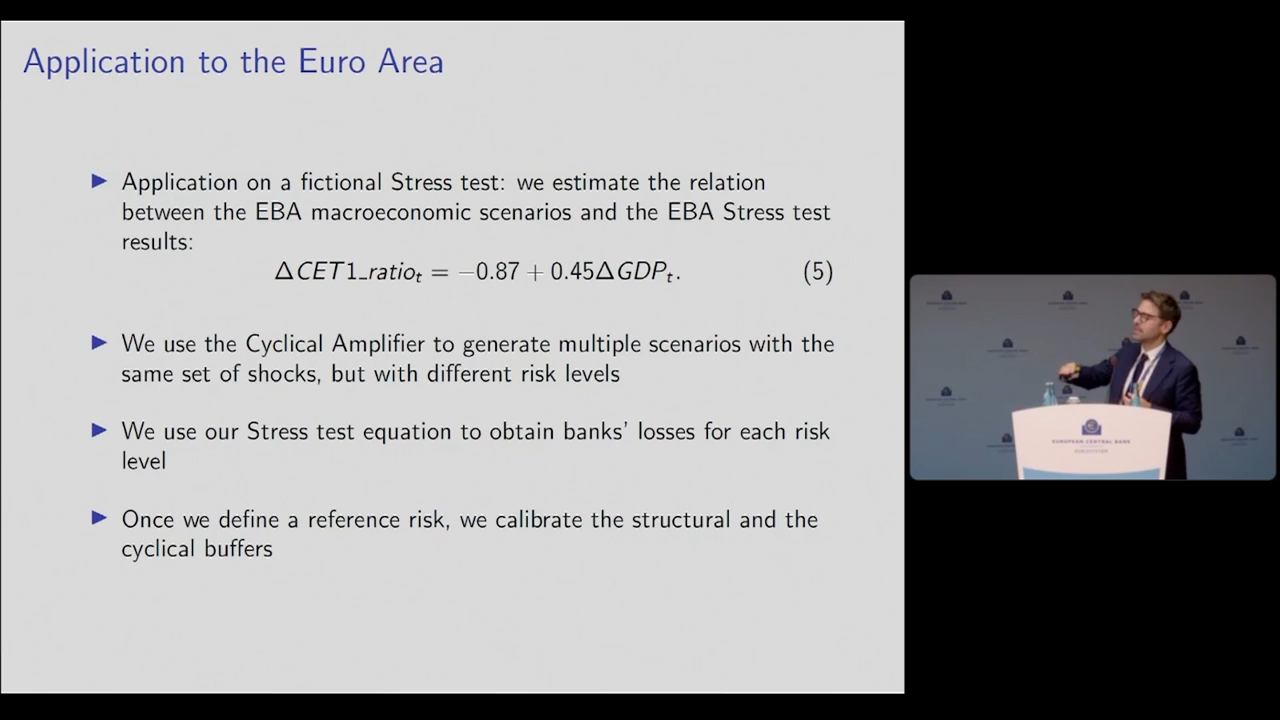 Application to the Euro Area
▶ Application on a fictional Stress test: we estimate the relation
between the EBA macroeconomic scenarios and the EBA Stress test
results:
ΔCET1_ratioₜ = −0.87 + 0.45ΔGDPₜ. (5)
▶ We use the Cyclical Amplifier to generate multiple scenarios with the
same set of shocks, but with different risk levels
▶ We use our Stress test equation to obtain banks' losses for each risk
level
▶ Once we define a reference risk, we calibrate the structural and the
cyclical buffers
EUROPEAN CENTRAL BANK
EUROSYSTEM